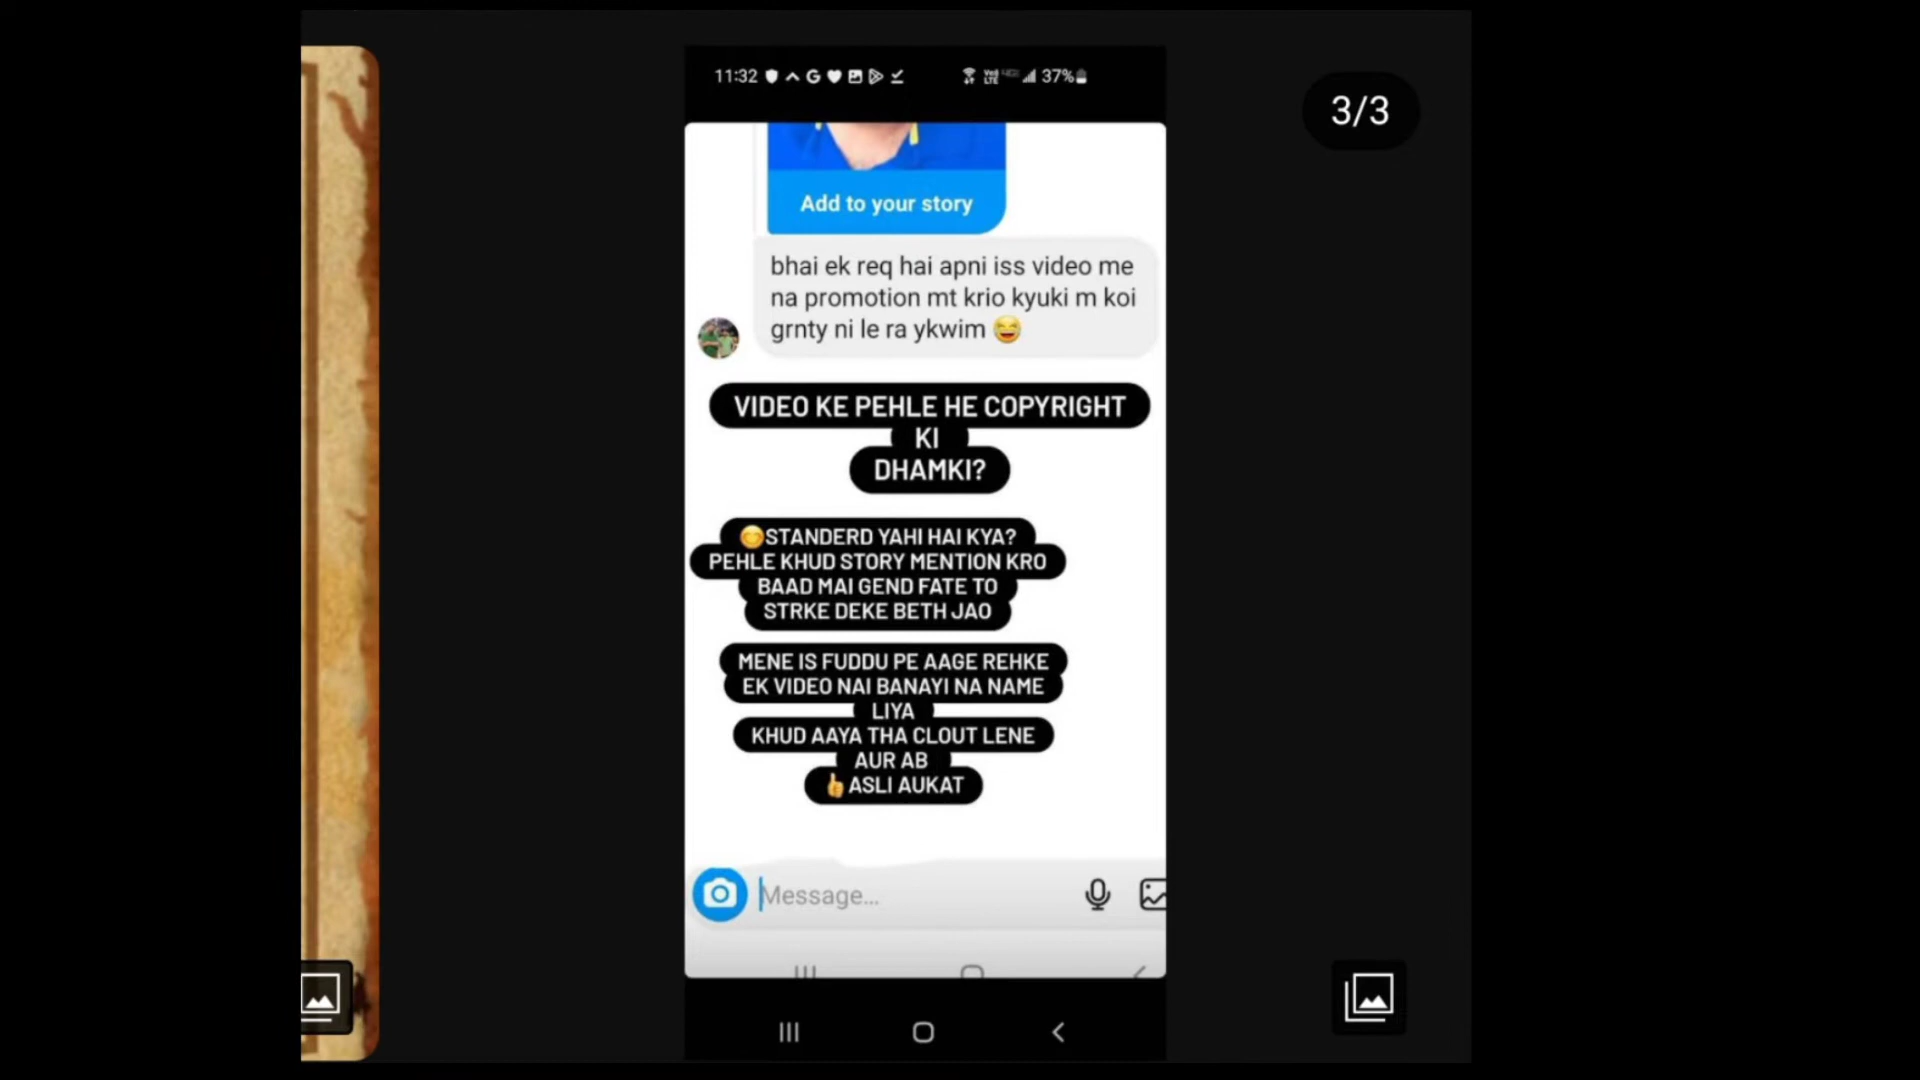 11:32
37%
3/3
Add to your story
bhai ek req hai apni iss video me
na promotion mt krio kyuki m koi
grnty ni le ra ykwim 😆
VIDEO KE PEHLE HE COPYRIGHT
KI
DHAMKI?
😊STANDERD YAHI HAI KYA?
PEHLE KHUD STORY MENTION KRO
BAAD MAI GEND FATE TO
STRKE DEKE BETH JAO
MENE IS FUDDU PE AAGE REHKE
EK VIDEO NAI BANAYI NA NAME
LIYA
KHUD AAYA THA CLOUT LENE
AUR AB
👍ASLI AUKAT
Message...